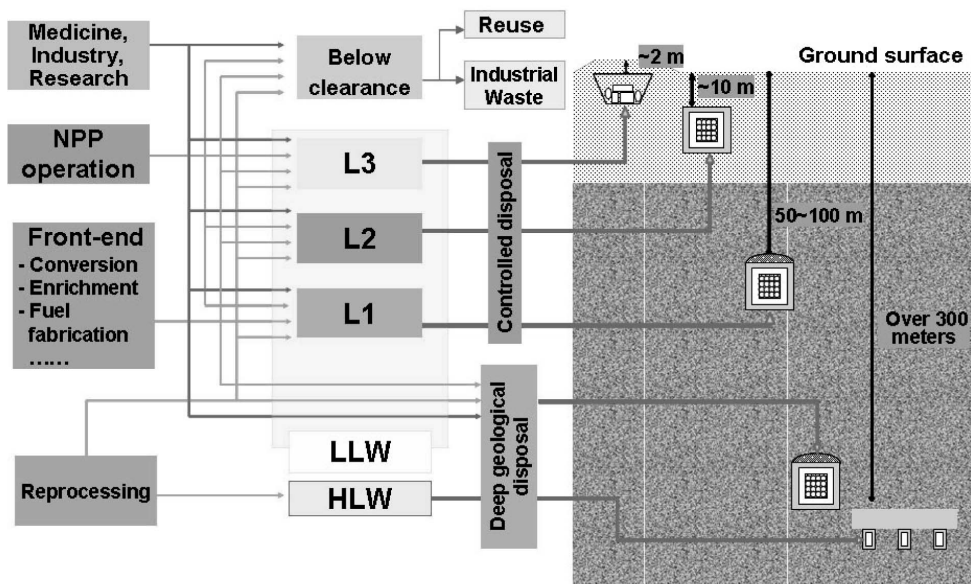 Medicine,
Industry,
Research
NPP
operation
Front-end
- Conversion
- Enrichment
- Fuel
fabrication
......
Reprocessing
Below
clearance
Reuse
Industrial
Waste
L3
L2
L1
LLW
HLW
Controlled disposal
Deep geological
disposal
~2 m
Ground surface
~10 m
50~100 m
Over 300
meters